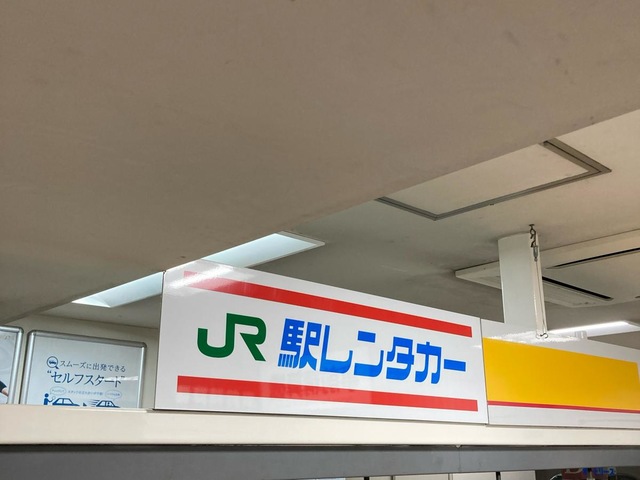 JR 駅レンタカー
スムーズに出発できる
"セルフスタート"